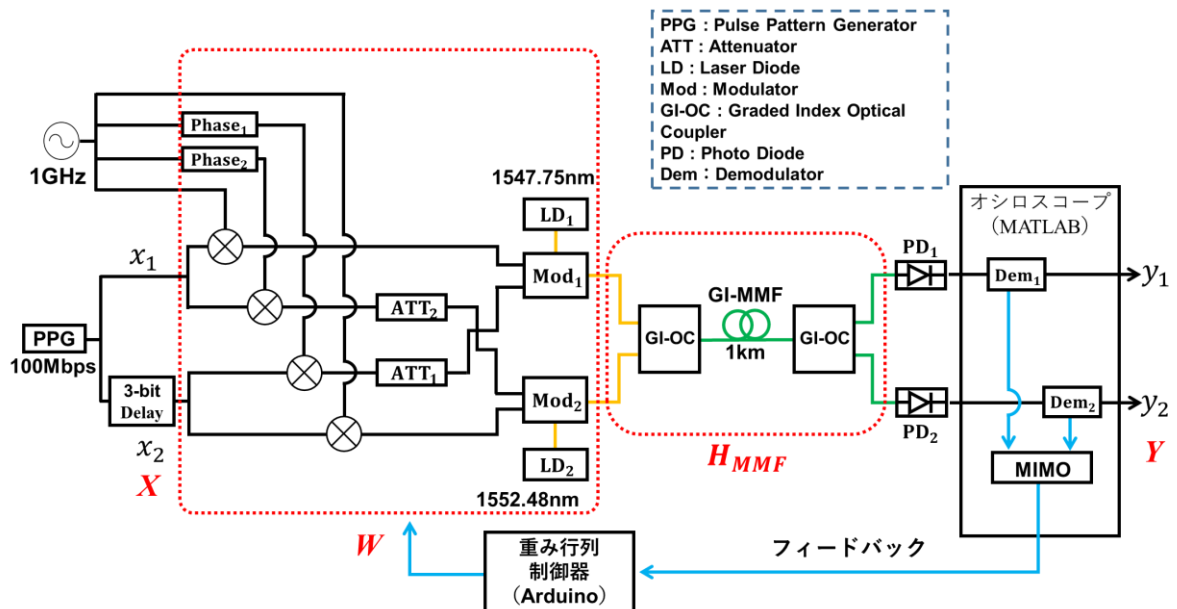 PPG : Pulse Pattern Generator
ATT : Attenuator
LD : Laser Diode
Mod : Modulator
GI-OC : Graded Index Optical
Coupler
PD : Photo Diode
Dem : Demodulator
1GHz
Phase₁
Phase₂
1547.75nm
LD₁
Mod₁
x₁
PPG
100Mbps
3-bit
Delay
x₂
X
ATT₂
ATT₁
Mod₂
LD₂
1552.48nm
GI-OC
GI-MMF
1km
GI-OC
H_MMF
PD₁
PD₂
オシロスコープ
（MATLAB）
Dem₁
y₁
Dem₂
y₂
MIMO
Y
W
重み行列
制御器
（Arduino）
フィードバック